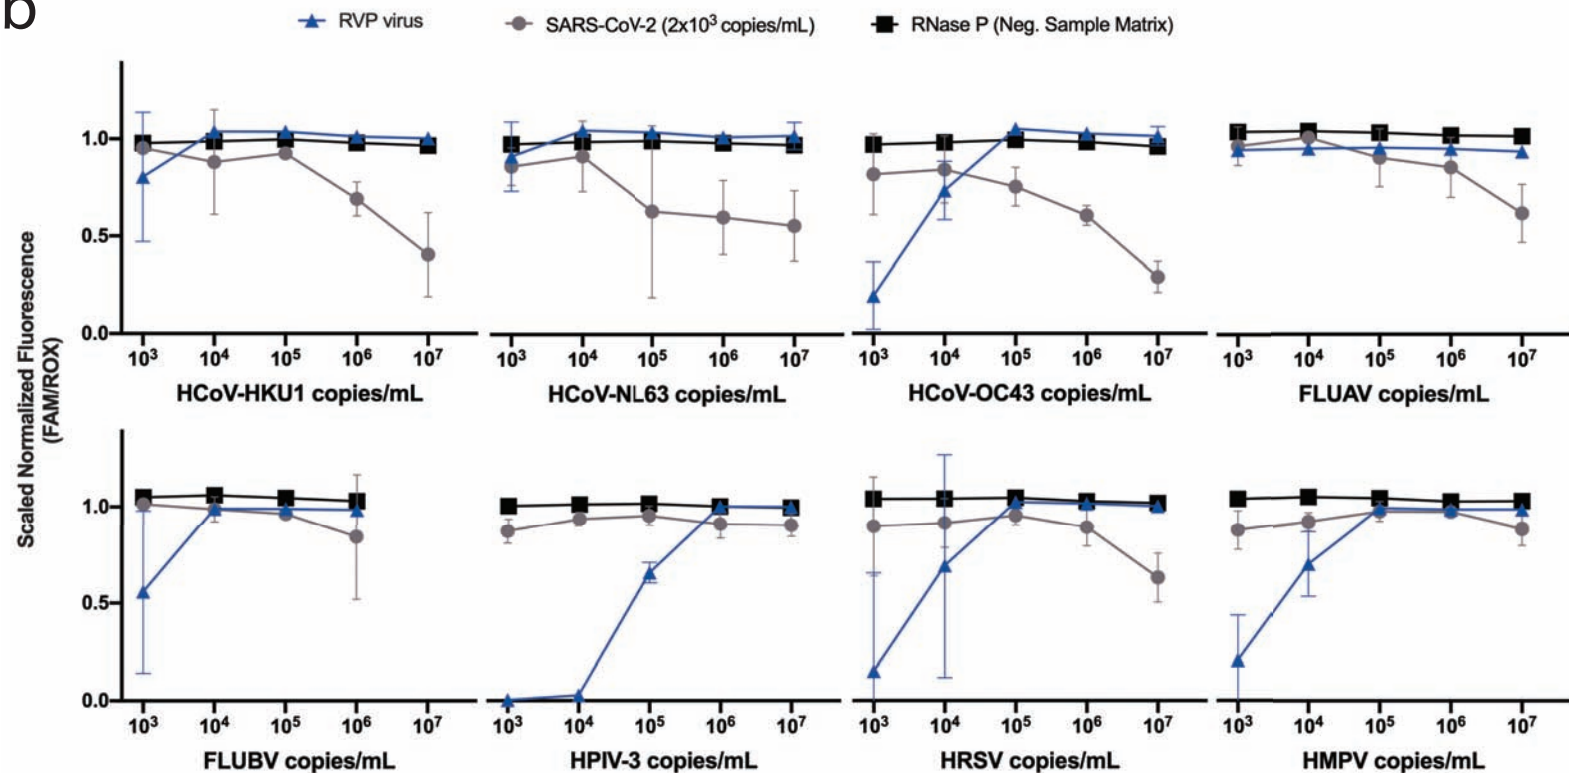 b
RVP virus SARS-CoV-2 (2x10³ copies/mL) RNase P (Neg. Sample Matrix)
Scaled Normalized Fluorescence
(FAM/ROX)
1.0
0.5
0.0
10³ 10⁴ 10⁵ 10⁶ 10⁷
HCoV-HKU1 copies/mL
10³ 10⁴ 10⁵ 10⁶ 10⁷
HCoV-NL63 copies/mL
10³ 10⁴ 10⁵ 10⁶ 10⁷
HCoV-OC43 copies/mL
10³ 10⁴ 10⁵ 10⁶ 10⁷
FLUAV copies/mL
1.0
0.5
0.0
10³ 10⁴ 10⁵ 10⁶ 10⁷
FLUBV copies/mL
10³ 10⁴ 10⁵ 10⁶ 10⁷
HPIV-3 copies/mL
10³ 10⁴ 10⁵ 10⁶ 10⁷
HRSV copies/mL
10³ 10⁴ 10⁵ 10⁶ 10⁷
HMPV copies/mL